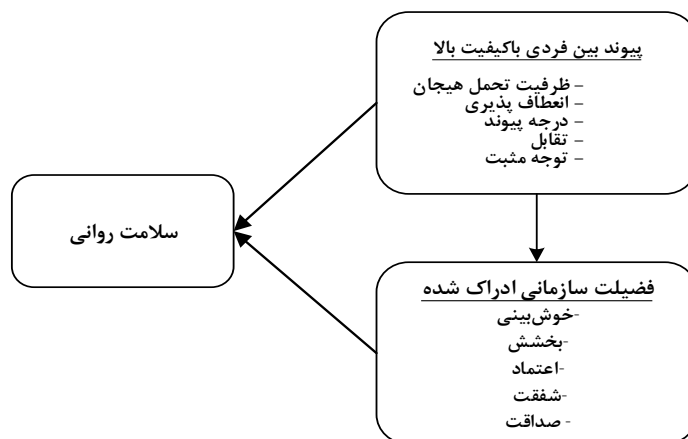 پیوند بین فردی باکیفیت بالا
– ظرفیت تحمل هیجان
– انعطاف پذیری
– درجه پیوند
– تقابل
– توجه مثبت
سلامت روانی
فضیلت سازمانی ادراک شده
-خوش‌بینی
-بخشش
-اعتماد
-شفقت
- صداقت